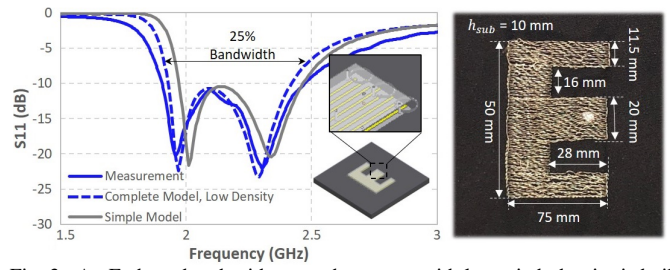 0
-5
-10
-15
-20
-25
-30
S11 (dB)
25%
Bandwidth
Measurement
Complete Model, Low Density
Simple Model
1.5
2
2.5
3
Frequency (GHz)
h_sub = 10 mm
11.5 mm
16 mm
50 mm
20 mm
28 mm
75 mm